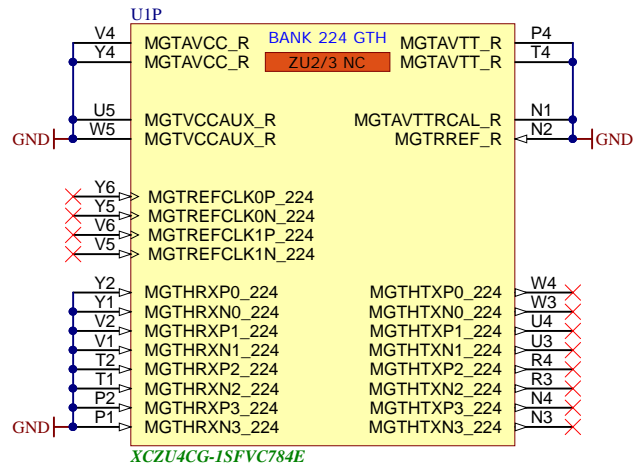 U1P
BANK 224 GTH
ZU2/3 NC
V4 MGTAVCC_R MGTAVTT_R P4
Y4 MGTAVCC_R MGTAVTT_R T4
U5 MGTVCCAUX_R MGTAVTTRCAL_R N1
GND W5 MGTVCCAUX_R MGTRREF_R N2 GND
Y6 MGTREFCLK0P_224
Y5 MGTREFCLK0N_224
V6 MGTREFCLK1P_224
V5 MGTREFCLK1N_224
Y2 MGTHRXP0_224 MGTHTXP0_224 W4
Y1 MGTHRXN0_224 MGTHTXN0_224 W3
V2 MGTHRXP1_224 MGTHTXP1_224 U4
V1 MGTHRXN1_224 MGTHTXN1_224 U3
T2 MGTHRXP2_224 MGTHTXP2_224 R4
T1 MGTHRXN2_224 MGTHTXN2_224 R3
P2 MGTHRXP3_224 MGTHTXP3_224 N4
GND P1 MGTHRXN3_224 MGTHTXN3_224 N3
XCZU4CG-1SFVC784E